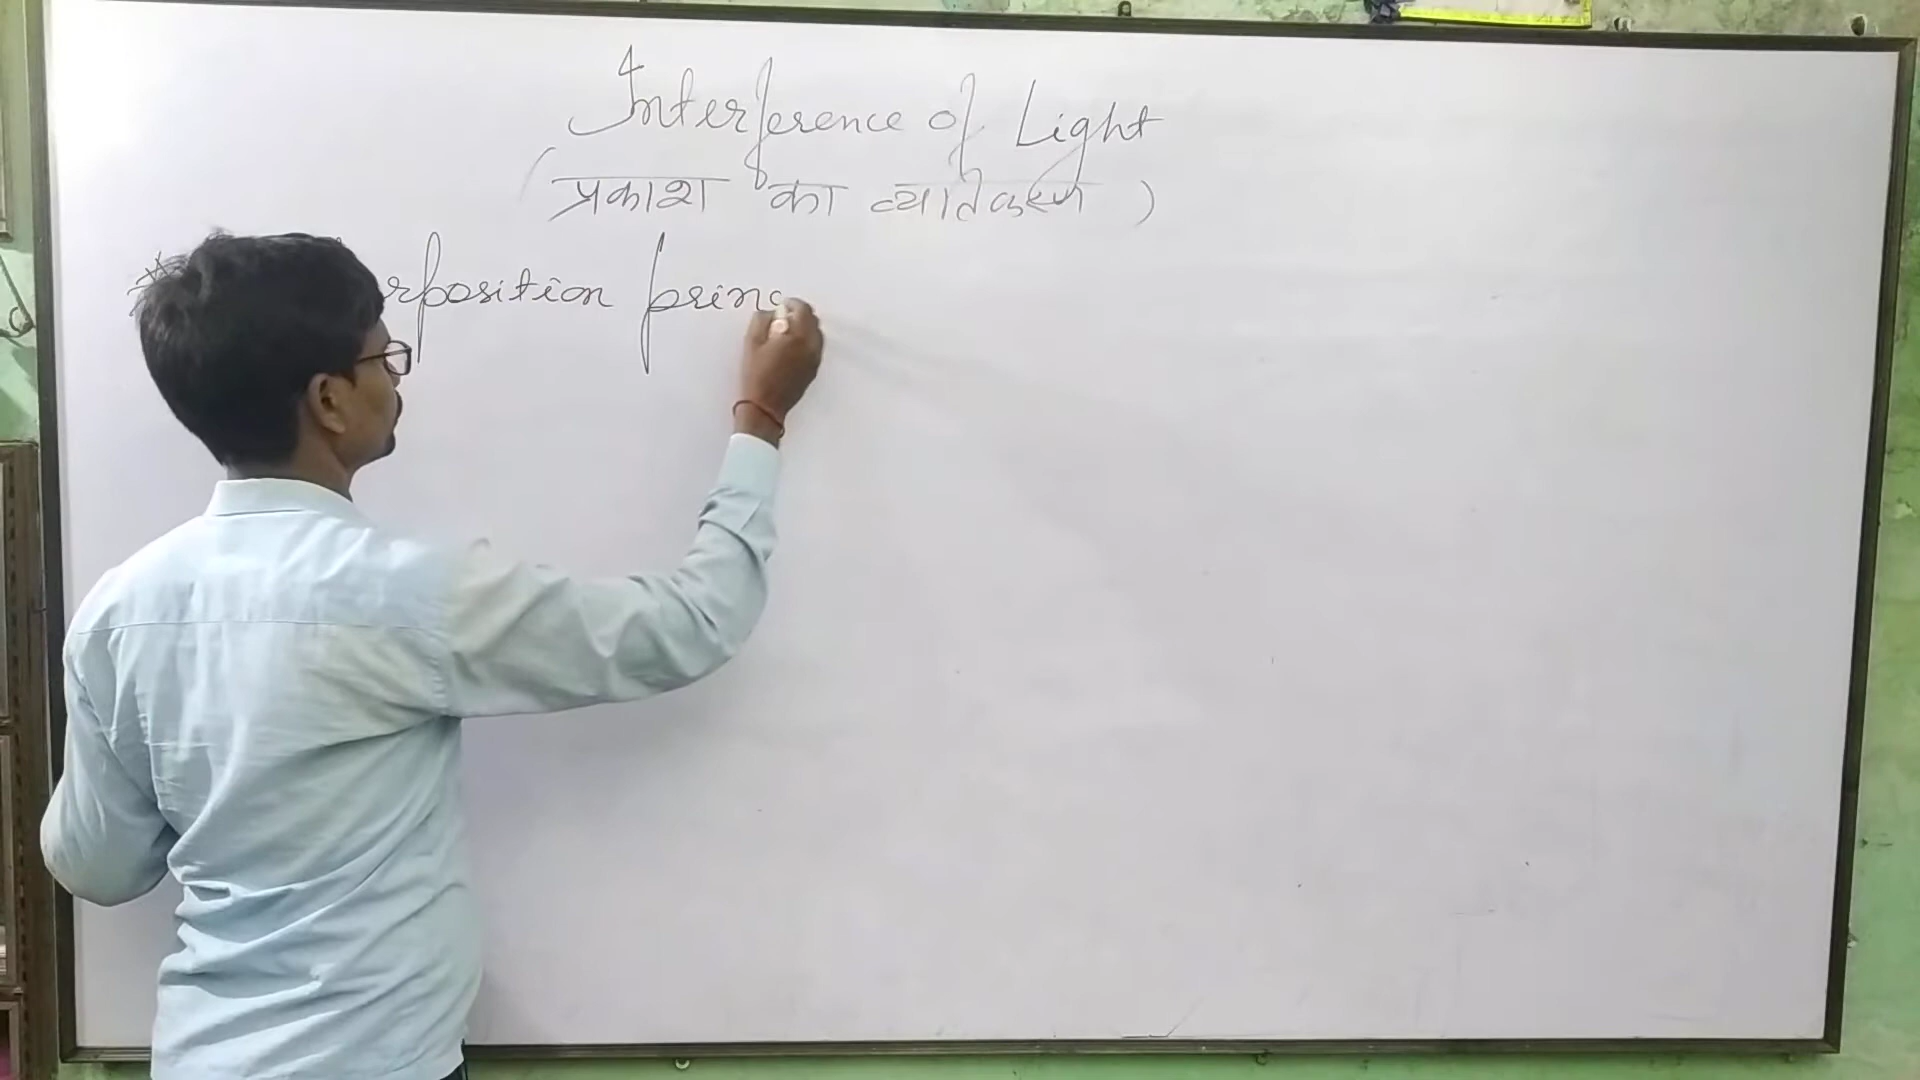 Interference of Light
(प्रकाश का व्यतिकरण)
* rposition princ